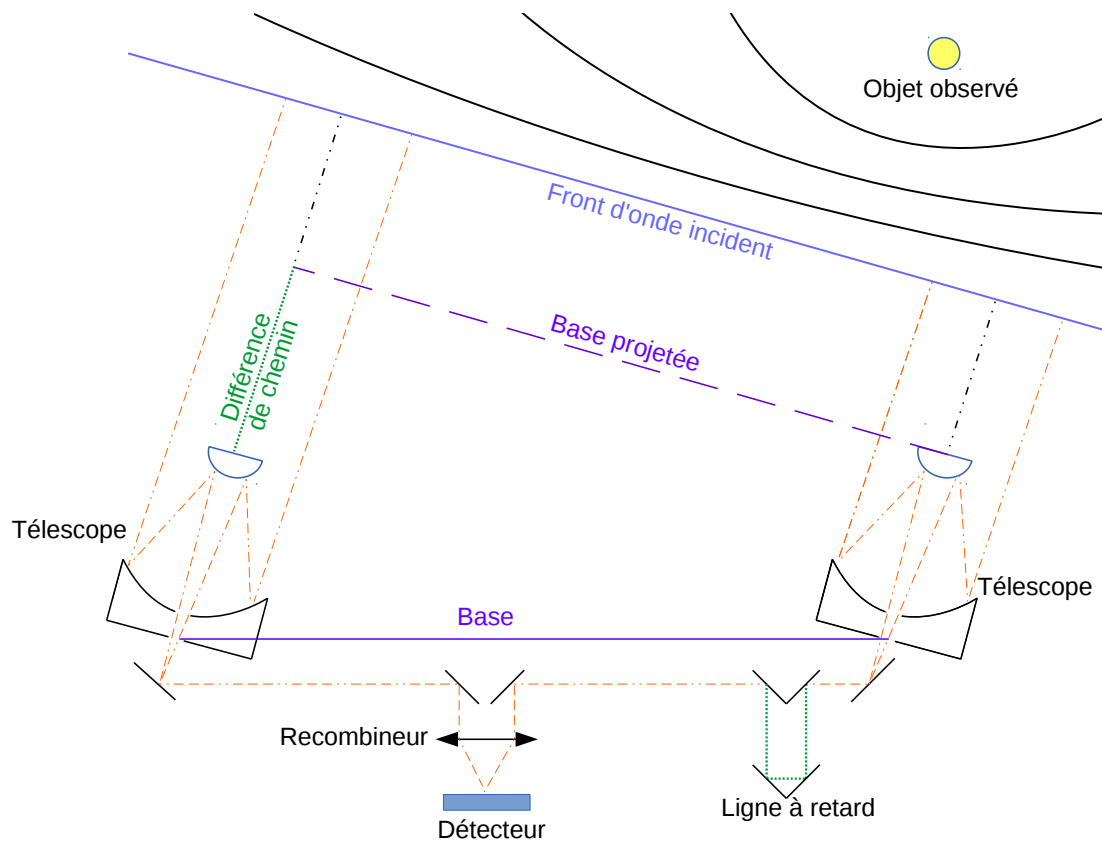 Objet observé
Front d'onde incident
Base projetée
Différence
de chemin
Télescope
Télescope
Base
Recombineur
Ligne à retard
Détecteur